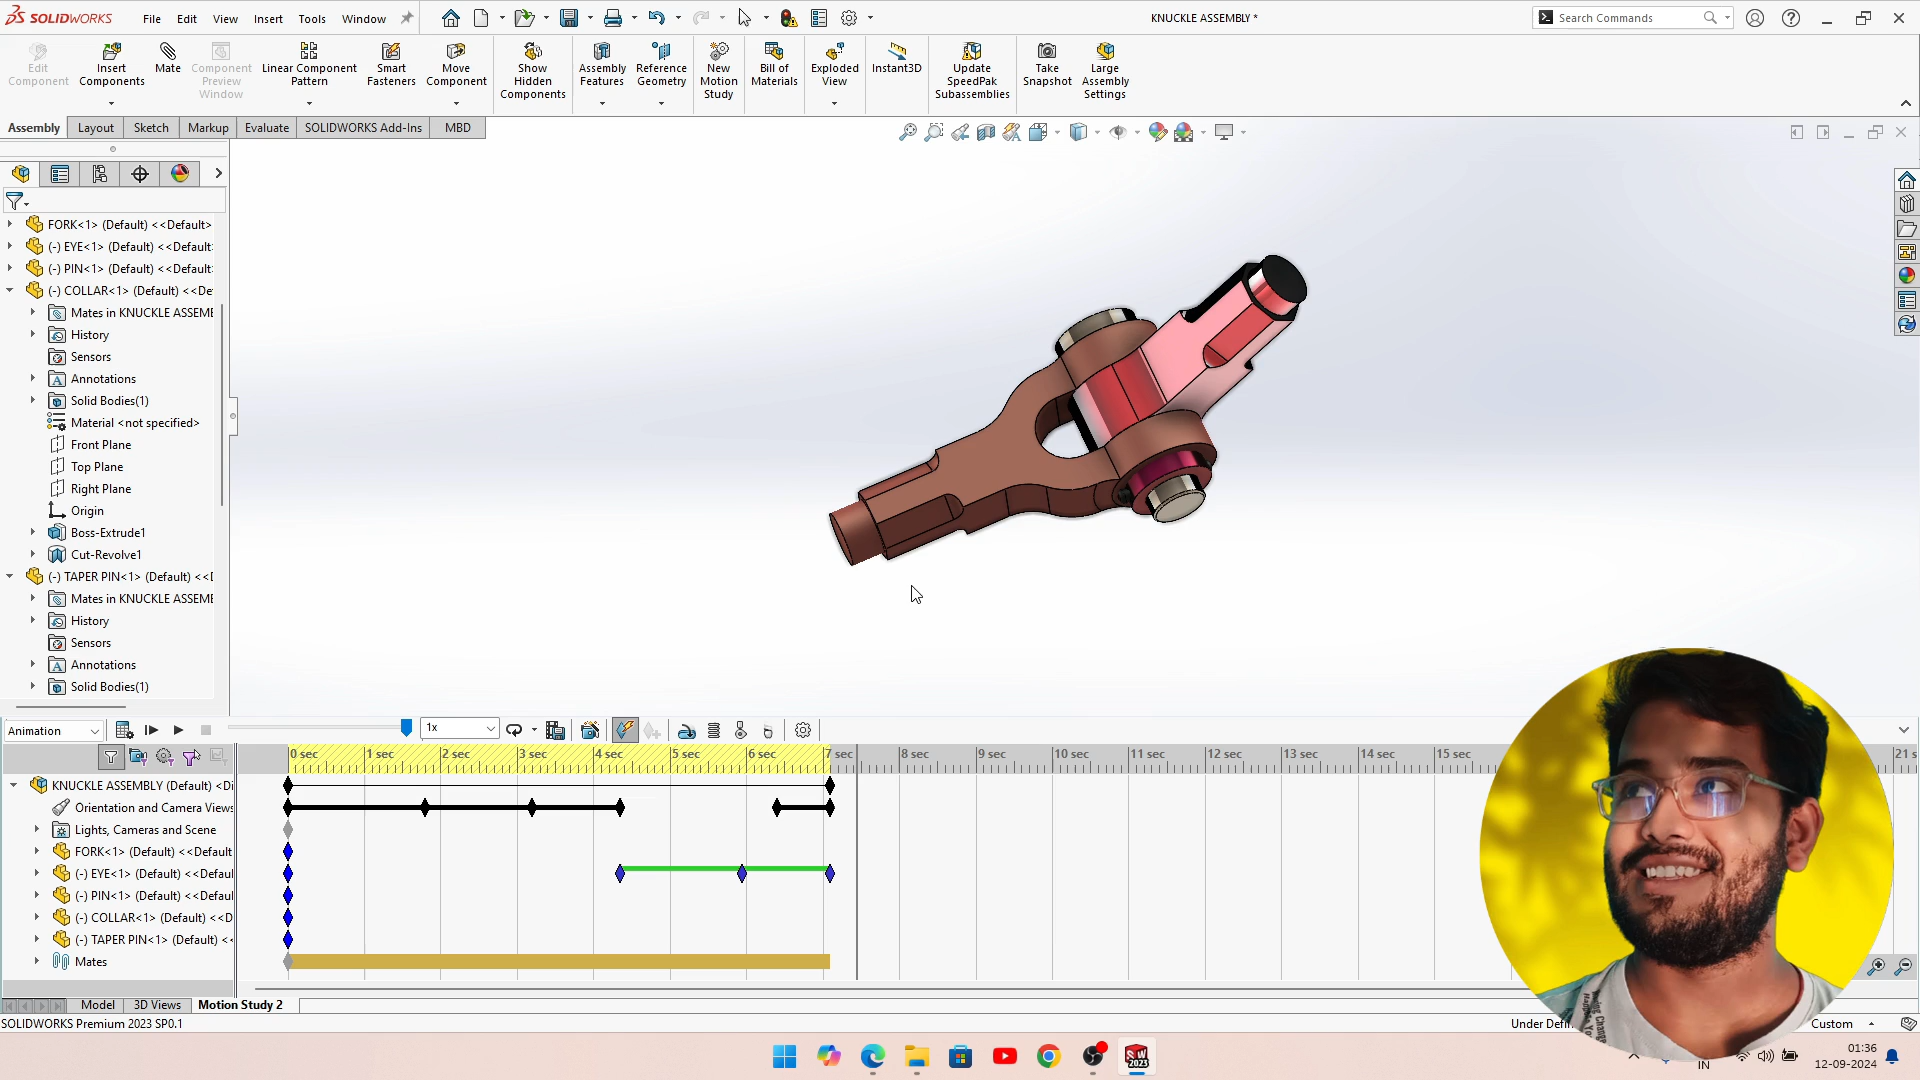 SOLIDWORKS File Edit View Insert Tools Window KNUCKLE ASSEMBLY * Search Commands
Edit Component
Insert Components
Mate
Component Preview Window
Linear Component Pattern
Smart Fasteners
Move Component
Show Hidden Components
Assembly Features
Reference Geometry
New Motion Study
Bill of Materials
Exploded View
Instant3D
Update SpeedPak Subassemblies
Take Snapshot
Large Assembly Settings
Assembly Layout Sketch Markup Evaluate SOLIDWORKS Add-Ins MBD
FORK<1> (Default) <<Default>
(-) EYE<1> (Default) <<Default
(-) PIN<1> (Default) <<Default
(-) COLLAR<1> (Default) <<De
Mates in KNUCKLE ASSEME
History
Sensors
Annotations
Solid Bodies(1)
Material <not specified>
Front Plane
Top Plane
Right Plane
Origin
Boss-Extrude1
Cut-Revolve1
(-) TAPER PIN<1> (Default) <<D
Mates in KNUCKLE ASSEME
History
Sensors
Annotations
Solid Bodies(1)
Animation 1x
0 sec 1 sec 2 sec 3 sec 4 sec 5 sec 6 sec 7 sec 8 sec 9 sec 10 sec 11 sec 12 sec 13 sec 14 sec 15 sec 21 s
KNUCKLE ASSEMBLY (Default) <Di
Orientation and Camera Views
Lights, Cameras and Scene
FORK<1> (Default) <<Default
(-) EYE<1> (Default) <<Defau
(-) PIN<1> (Default) <<Defau
(-) COLLAR<1> (Default) <<D
(-) TAPER PIN<1> (Default) <<
Mates
Model 3D Views Motion Study 2
SOLIDWORKS Premium 2023 SP0.1 Under Defi Custom
IN 01:36
12-09-2024